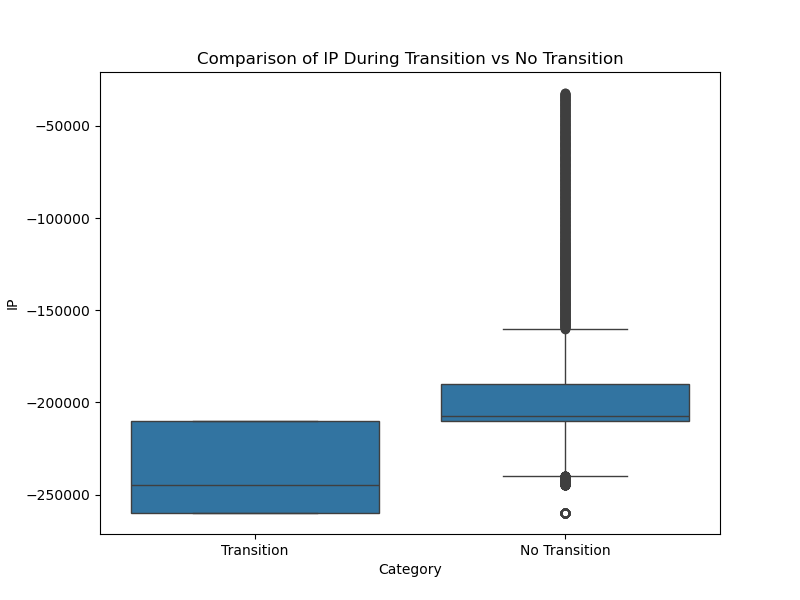 Comparison of IP During Transition vs No Transition
IP
−50000
−100000
−150000
−200000
−250000
Transition
No Transition
Category